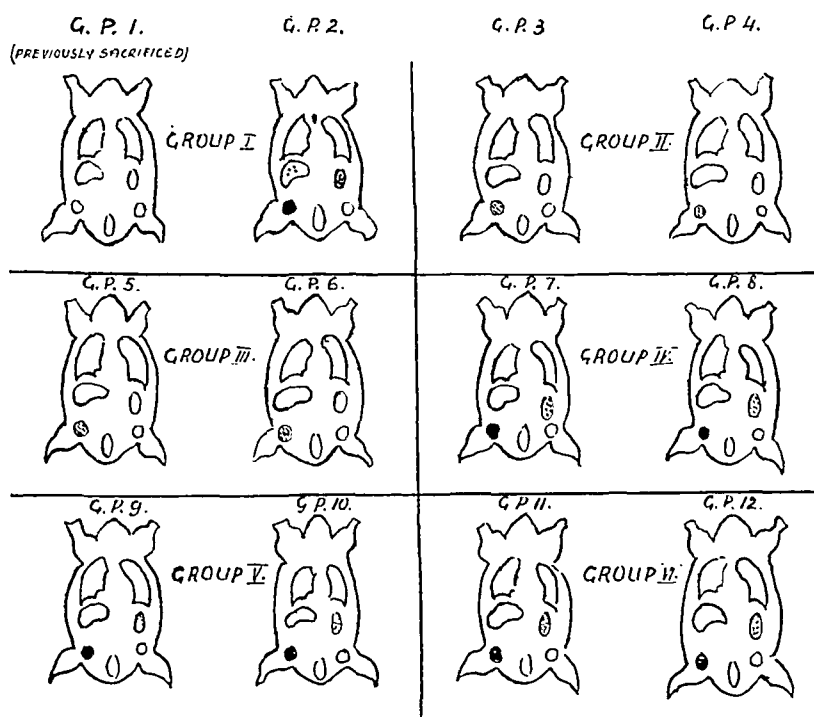 G. P. 1. G. P. 2. G. P. 3 G. P 4.
(PREVIOUSLY SACRIFICED)
GROUP I GROUP II.
G. P. 5. G. P. 6. G. P. 7. G. P. 8.
GROUP III. GROUP IV.
G. P. 9. G P. 10. G P 11. G. P. 12.
GROUP V. GROUP VI.